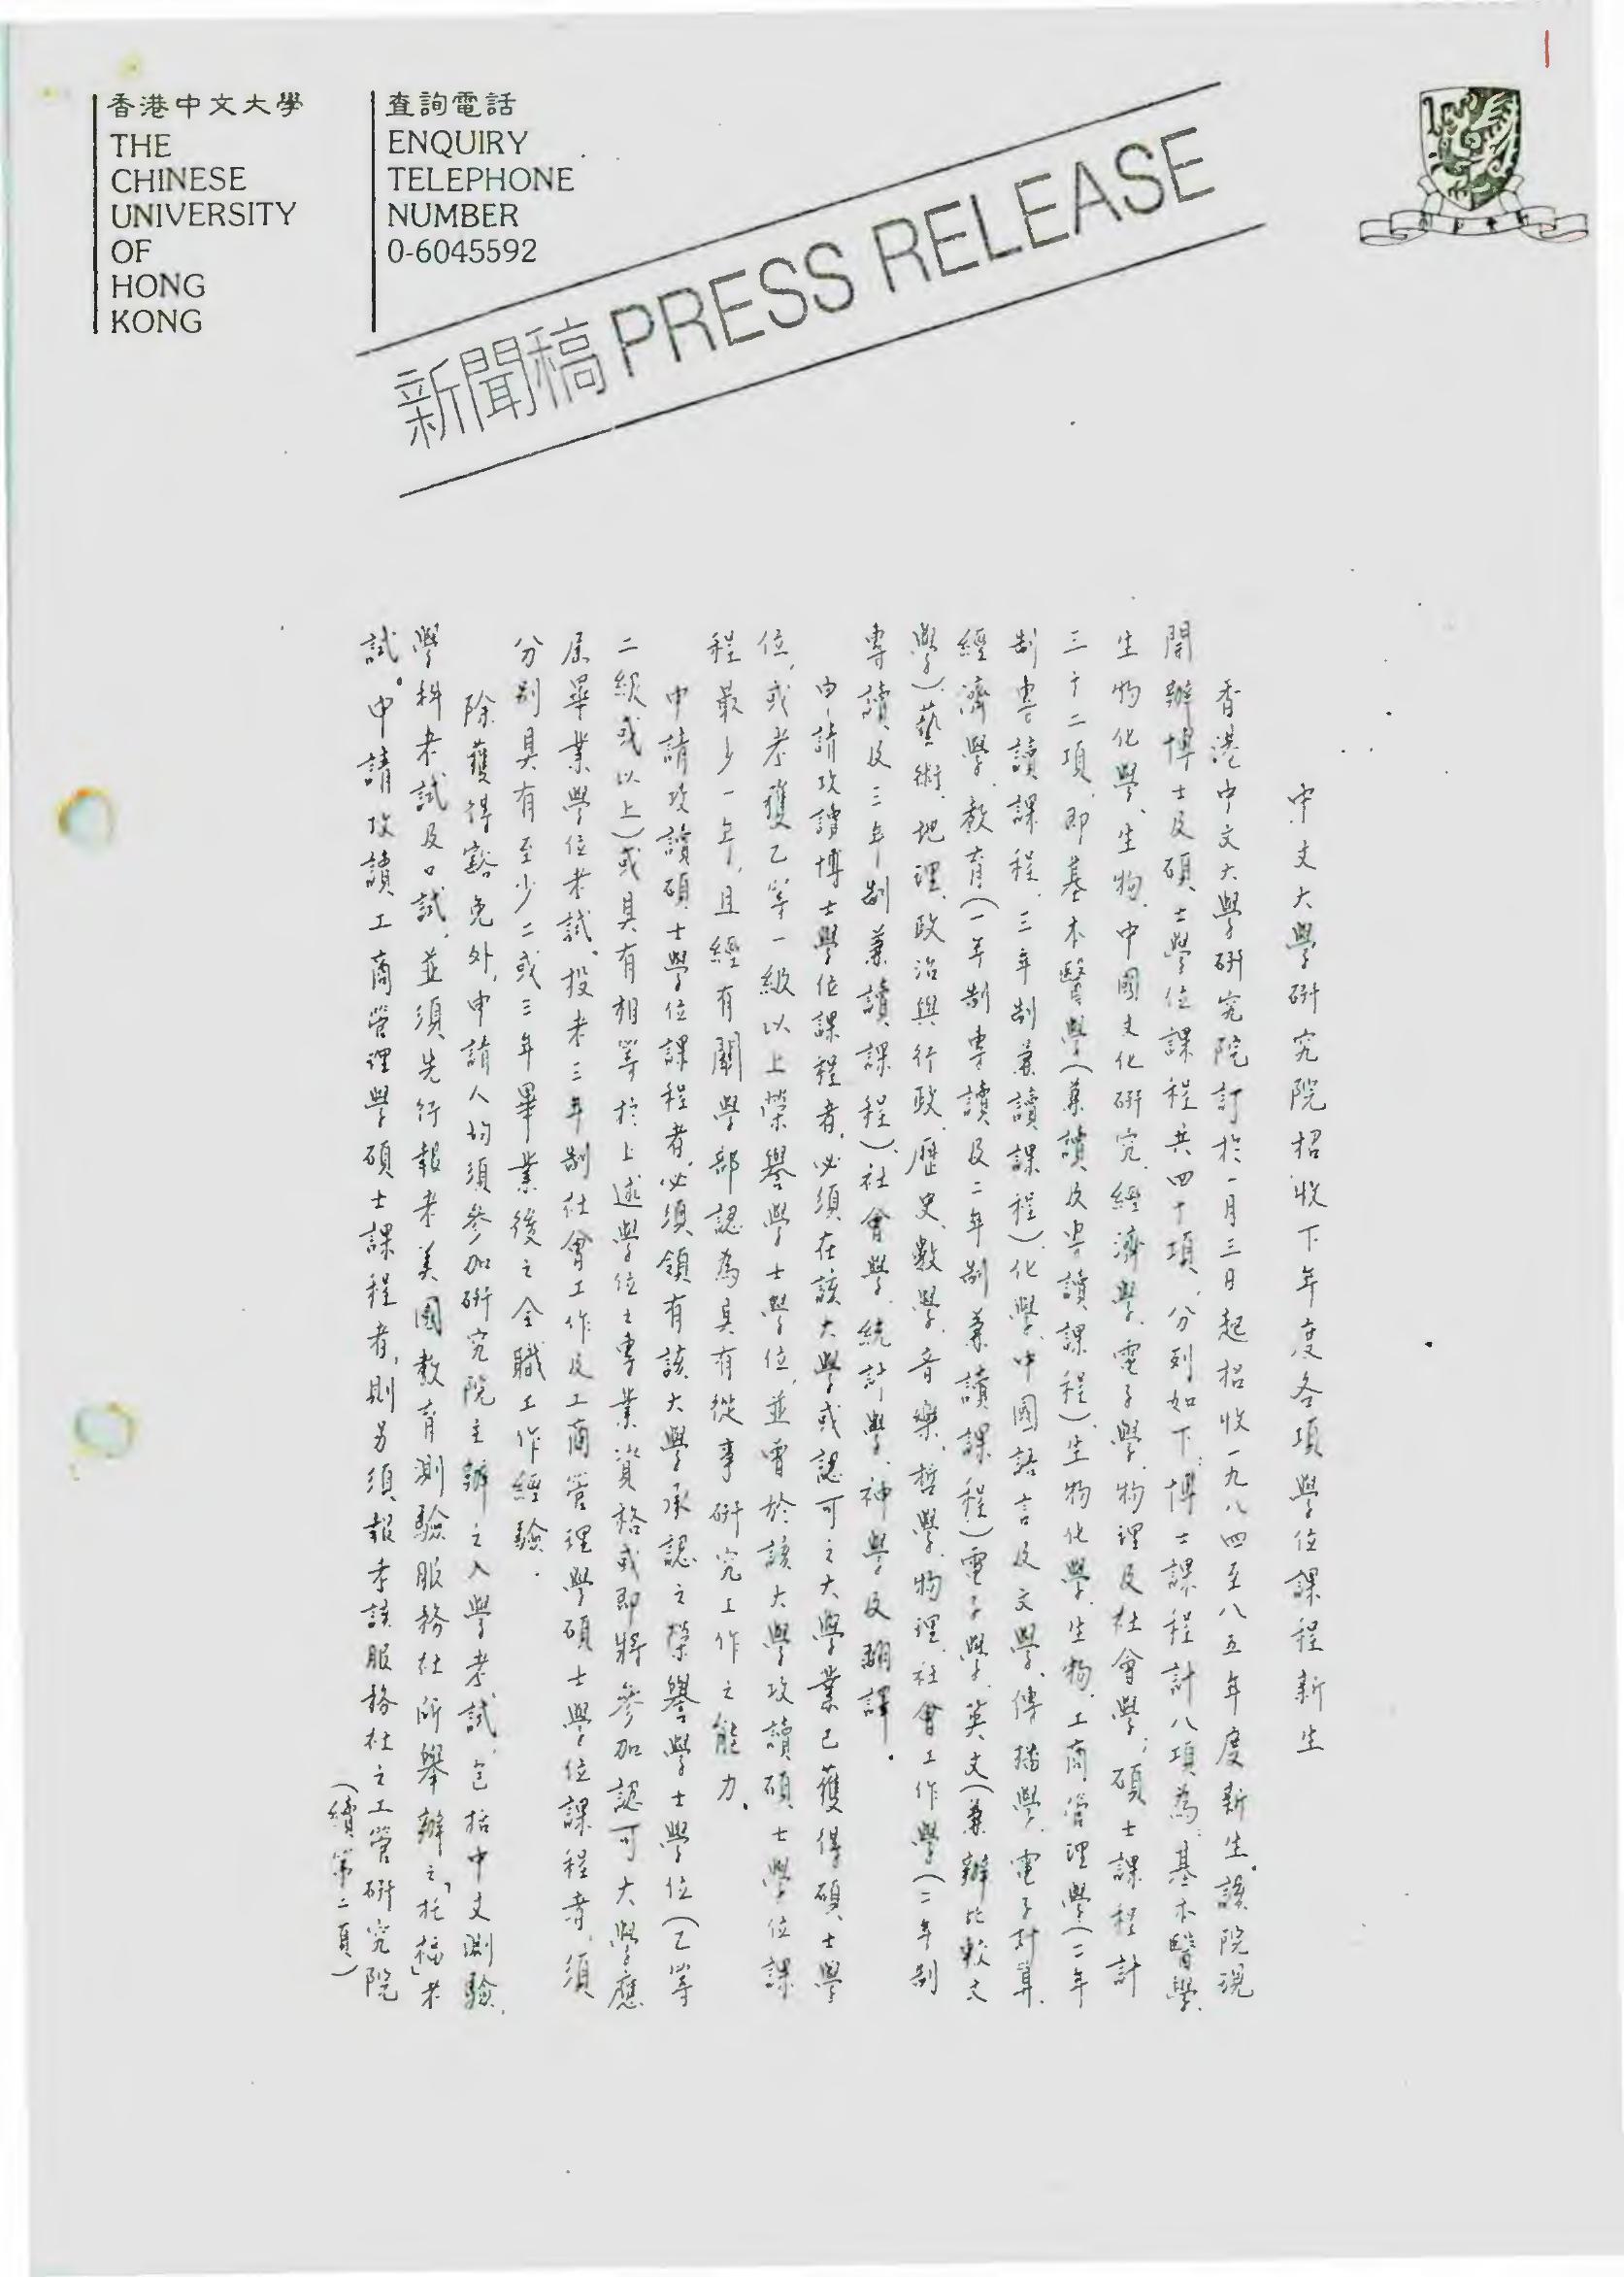 香港中文大學
THE
CHINESE
UNIVERSITY
OF
HONG
KONG
查詢電話
ENQUIRY
TELEPHONE
NUMBER
0-6045592
新聞稿 PRESS RELEASE
中文大學研究院招收下年度各項學位課程新生
香港中文大學研究院訂於一月三日起招收一九八四至八五年度新生。該院現
開辦博士及碩士學位課程共四十項,分列如下:博士課程計八項為:基本醫學、
生物化學、生物、中國文化研究、經濟學、電子學、物理及社會學;碩士課程計
三十二項,即基本醫學(兼讀及專讀課程)、生物化學、生物、工商管理學(二年
制專讀課程、三年制兼讀課程)、化學、中國語言及文學、傳播學、電子計算、
經濟學、教育(一年制專讀及二年制兼讀課程)電子學、英文(兼辦比較文
學)、藝術、地理、政治與行政、歷史、數學、音樂、哲學、物理、社會工作學(二年制
專讀及三年制兼讀課程)、社會學、統計學、神學及翻譯。
申請攻讀博士學位課程者,必須在該大學或認可之大學業已獲得碩士學
位,或考獲乙等一級以上榮譽學士學位,並曾於該大學攻讀碩士學位課
程最少一年,且經有關學部認為具有從事研究工作之能力。
申請攻讀碩士學位課程者,必須領有該大學承認之榮譽學士學位(乙等
二級或以上)或具有相等於上述學位之專業資格或即將參加認可大學應
屆畢業學位考試。投考三年制社會工作及工商管理學碩士學位課程者,須
分別具有至少二或三年畢業後之全職工作經驗。
除獲得豁免外,申請人均須參加研究院主辦之入學考試,包括中文測驗、
學科考試及口試,並須先行報考美國教育測驗服務社所舉辦之「托福」考
試。申請攻讀工商管理學碩士課程者,則另須報考該服務社之工管研究院
(續第二頁)
1